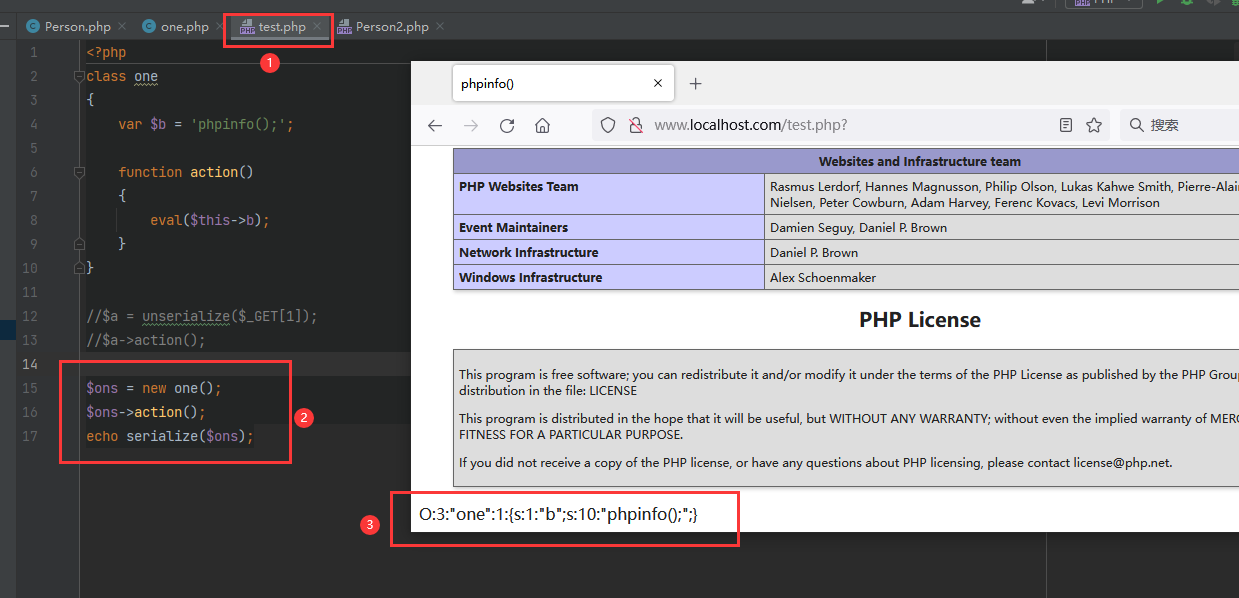 Person.php
one.php
test.php
Person2.php
1
1 <?php
2 class one
3 {
4 var $b = 'phpinfo();';
5
6 function action()
7 {
8 eval($this->b);
9 }
10 }
11
12 //$a = unserialize($_GET[1]);
13 //$a->action();
14
15 $ons = new one();
16 $ons->action();
17 echo serialize($ons);
2
phpinfo()
www.localhost.com/test.php?
搜索
Websites and Infrastructure team
PHP Websites Team
Rasmus Lerdorf, Hannes Magnusson, Philip Olson, Lukas Kahwe Smith, Pierre-Alai
Nielsen, Peter Cowburn, Adam Harvey, Ferenc Kovacs, Levi Morrison
Event Maintainers
Damien Seguy, Daniel P. Brown
Network Infrastructure
Daniel P. Brown
Windows Infrastructure
Alex Schoenmaker
PHP License
This program is free software; you can redistribute it and/or modify it under the terms of the PHP License as published by the PHP Grou
distribution in the file: LICENSE
This program is distributed in the hope that it will be useful, but WITHOUT ANY WARRANTY; without even the implied warranty of MER
FITNESS FOR A PARTICULAR PURPOSE.
If you did not receive a copy of the PHP license, or have any questions about PHP licensing, please contact license@php.net.
3
O:3:"one":1:{s:1:"b";s:10:"phpinfo();";}